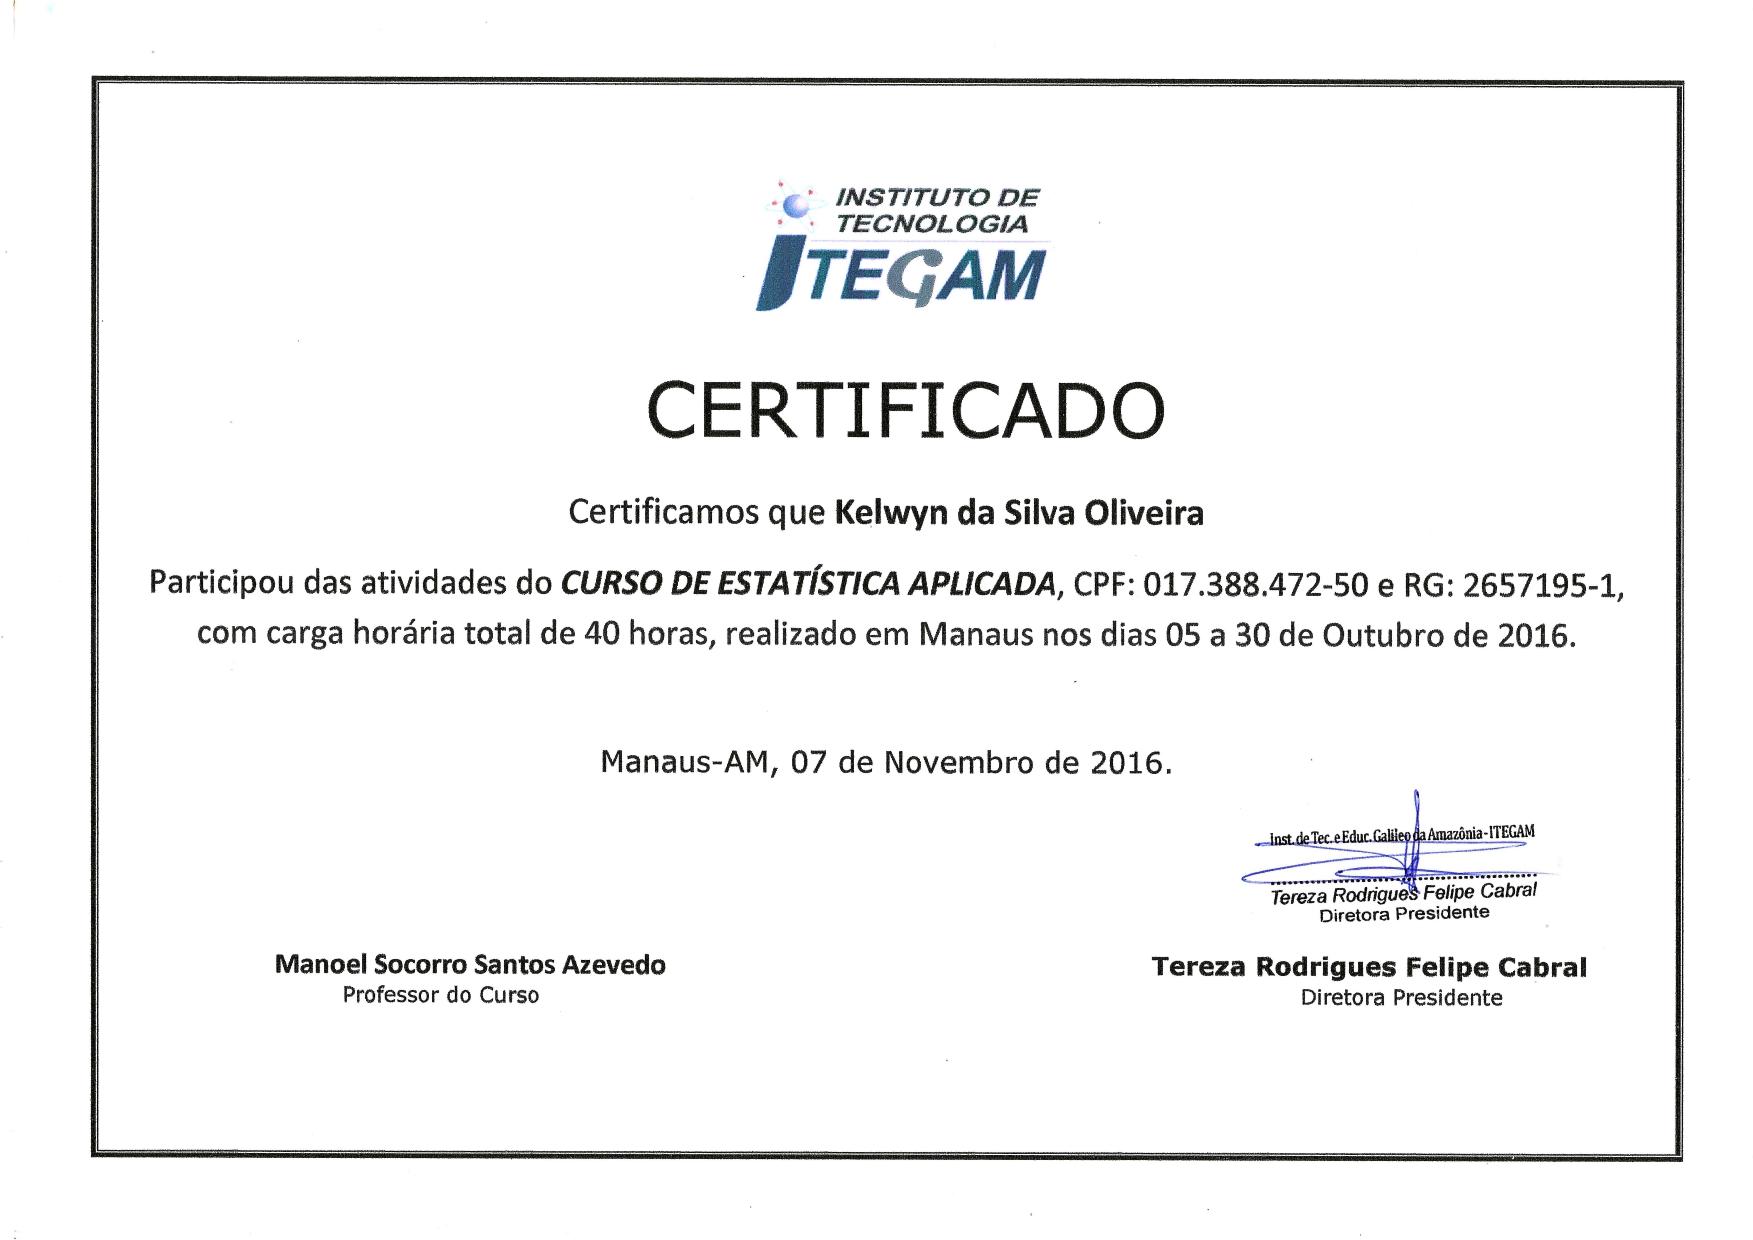 INSTITUTO DE
TECNOLOGIA
ITEGAM
CERTIFICADO
Certificamos que Kelwyn da Silva Oliveira
Participou das atividades do CURSO DE ESTATÍSTICA APLICADA, CPF: 017.388.472-50 e RG: 2657195-1,
com carga horária total de 40 horas, realizado em Manaus nos dias 05 a 30 de Outubro de 2016.
Manaus-AM, 07 de Novembro de 2016.
Inst. de Tec. e Educ. Galileo da Amazônia - ITEGAM
Tereza Rodrigues Felipe Cabral
Diretora Presidente
Manoel Socorro Santos Azevedo
Professor do Curso
Tereza Rodrigues Felipe Cabral
Diretora Presidente